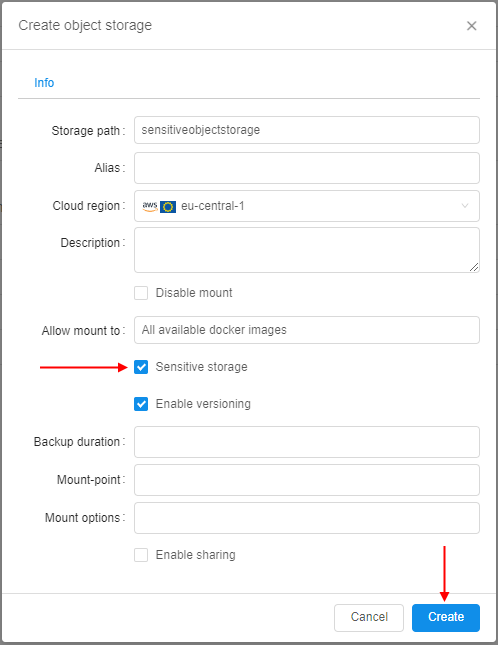 Create object storage
Info
Storage path: sensitiveobjectstorage
Alias:
Cloud region: aws eu-central-1
Description:
Disable mount
Allow mount to: All available docker images
Sensitive storage
Enable versioning
Backup duration:
Mount-point:
Mount options:
Enable sharing
Cancel Create